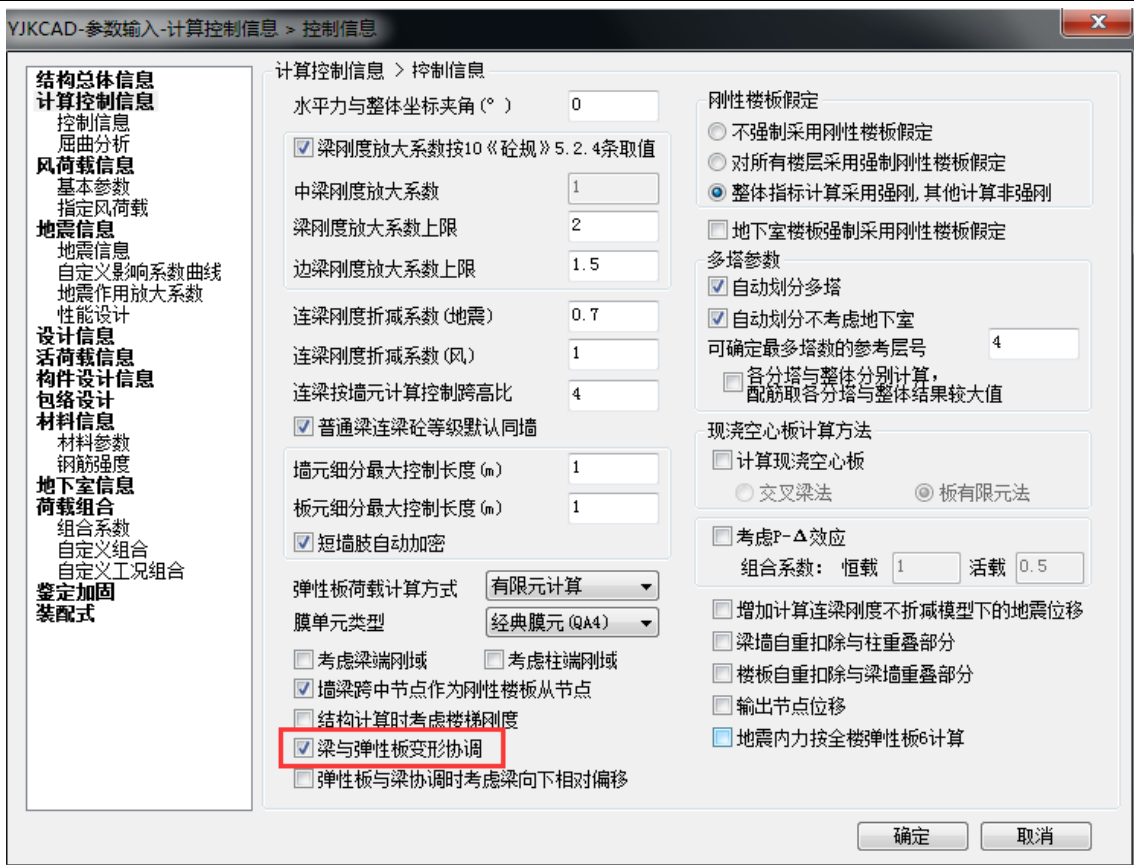 YJKCAD-参数输入-计算控制信息 > 控制信息
结构总体信息
计算控制信息
控制信息
屈曲分析
风荷载信息
基本参数
指定风荷载
地震信息
地震信息
自定义影响系数曲线
地震作用放大系数
性能设计
设计信息
活荷载信息
构件设计信息
包络设计
材料信息
材料参数
钢筋强度
地下室信息
荷载组合
组合系数
自定义组合
自定义工况组合
鉴定加固
装配式
计算控制信息 > 控制信息
水平力与整体坐标夹角(° ) 0
梁刚度放大系数按10《砼规》5.2.4条取值
中梁刚度放大系数 1
梁刚度放大系数上限 2
边梁刚度放大系数上限 1.5
连梁刚度折减系数(地震) 0.7
连梁刚度折减系数(风) 1
连梁按墙元计算控制跨高比 4
普通梁连梁砼等级默认同墙
墙元细分最大控制长度(m) 1
板元细分最大控制长度(m) 1
短墙肢自动加密
弹性板荷载计算方式 有限元计算
膜单元类型 经典膜元(QA4)
考虑梁端刚域 考虑柱端刚域
墙梁跨中节点作为刚性楼板从节点
结构计算时考虑楼梯刚度
梁与弹性板变形协调
弹性板与梁协调时考虑梁向下相对偏移
刚性楼板假定
不强制采用刚性楼板假定
对所有楼层采用强制刚性楼板假定
整体指标计算采用强刚,其他计算非强刚
地下室楼板强制采用刚性楼板假定
多塔参数
自动划分多塔
自动划分不考虑地下室
可确定最多塔数的参考层号 4
各分塔与整体分别计算,
配筋取各分塔与整体结果较大值
现浇空心板计算方法
计算现浇空心板
交叉梁法 板有限元法
考虑P-Δ效应
组合系数: 恒载 1 活载 0.5
增加计算连梁刚度不折减模型下的地震位移
梁墙自重扣除与柱重叠部分
楼板自重扣除与梁墙重叠部分
输出节点位移
地震内力按全楼弹性板6计算
确定 取消